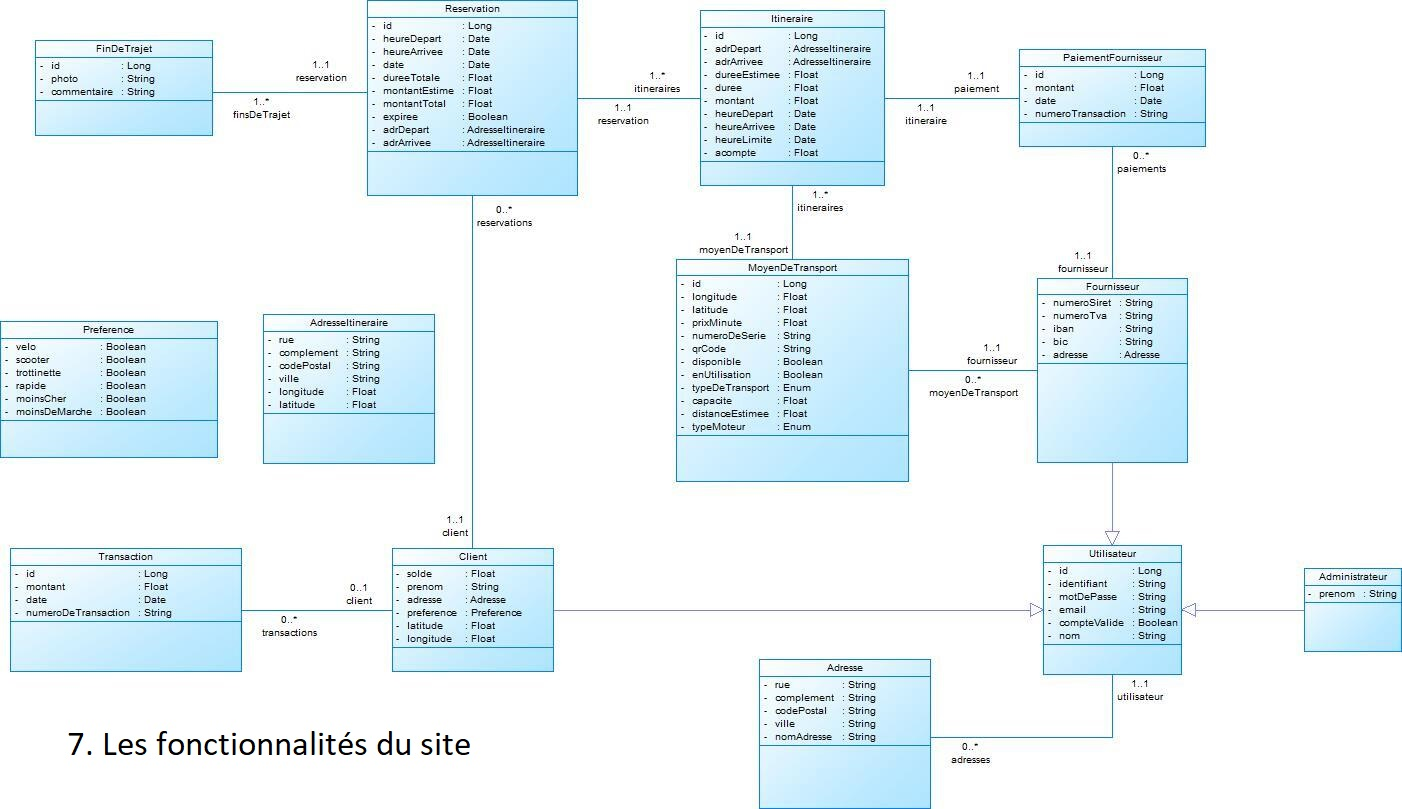 FinDeTrajet
- id : Long
- photo : String
- commentaire : String
1..1
reservation
1..*
finsDeTrajet
Reservation
- id : Long
- heureDepart : Date
- heureArrivee : Date
- date : Date
- dureeTotale : Float
- montantEstime : Float
- montantTotal : Float
- expiree : Boolean
- adrDepart : AdresseItineraire
- adrArrivee : AdresseItineraire
1..*
itineraires
1..1
reservation
Itineraire
- id : Long
- adrDepart : AdresseItineraire
- adrArrivee : AdresseItineraire
- dureeEstimee : Float
- duree : Float
- montant : Float
- heureDepart : Date
- heureArrivee : Date
- heureLimite : Date
- acompte : Float
1..1
paiement
1..1
itineraire
PaiementFournisseur
- id : Long
- montant : Float
- date : Date
- numeroTransaction : String
0..*
paiements
0..*
reservations
1..*
itineraires
1..1
moyenDeTransport
1..1
fournisseur
MoyenDeTransport
- id : Long
- longitude : Float
- latitude : Float
- prixMinute : Float
- numeroDeSerie : String
- qrCode : String
- disponible : Boolean
- enUtilisation : Boolean
- typeDeTransport : Enum
- capacite : Float
- distanceEstimee : Float
- typeMoteur : Enum
1..1
fournisseur
0..*
moyenDeTransport
Fournisseur
- numeroSiret : String
- numeroTva : String
- iban : String
- bic : String
- adresse : Adresse
Preference
- velo : Boolean
- scooter : Boolean
- trottinette : Boolean
- rapide : Boolean
- moinsCher : Boolean
- moinsDeMarche : Boolean
AdresseItineraire
- rue : String
- complement : String
- codePostal : String
- ville : String
- longitude : Float
- latitude : Float
1..1
client
Transaction
- id : Long
- montant : Float
- date : Date
- numeroDeTransaction : String
0..1
client
0..*
transactions
Client
- solde : Float
- prenom : String
- adresse : Adresse
- preference : Preference
- latitude : Float
- longitude : Float
Utilisateur
- id : Long
- identifiant : String
- motDePasse : String
- email : String
- compteValide : Boolean
- nom : String
Administrateur
- prenom : String
1..1
utilisateur
Adresse
- rue : String
- complement : String
- codePostal : String
- ville : String
- nomAdresse : String
0..*
adresses
7. Les fonctionnalités du site